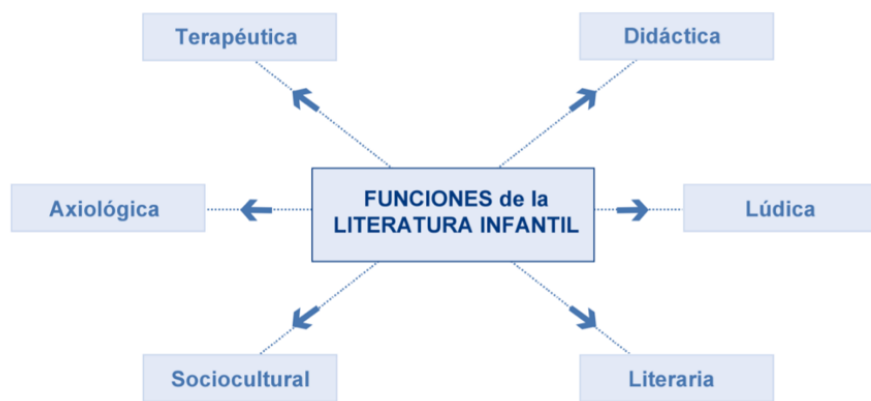 Terapéutica
Didáctica
FUNCIONES de la
LITERATURA INFANTIL
Axiológica
Lúdica
Sociocultural
Literaria